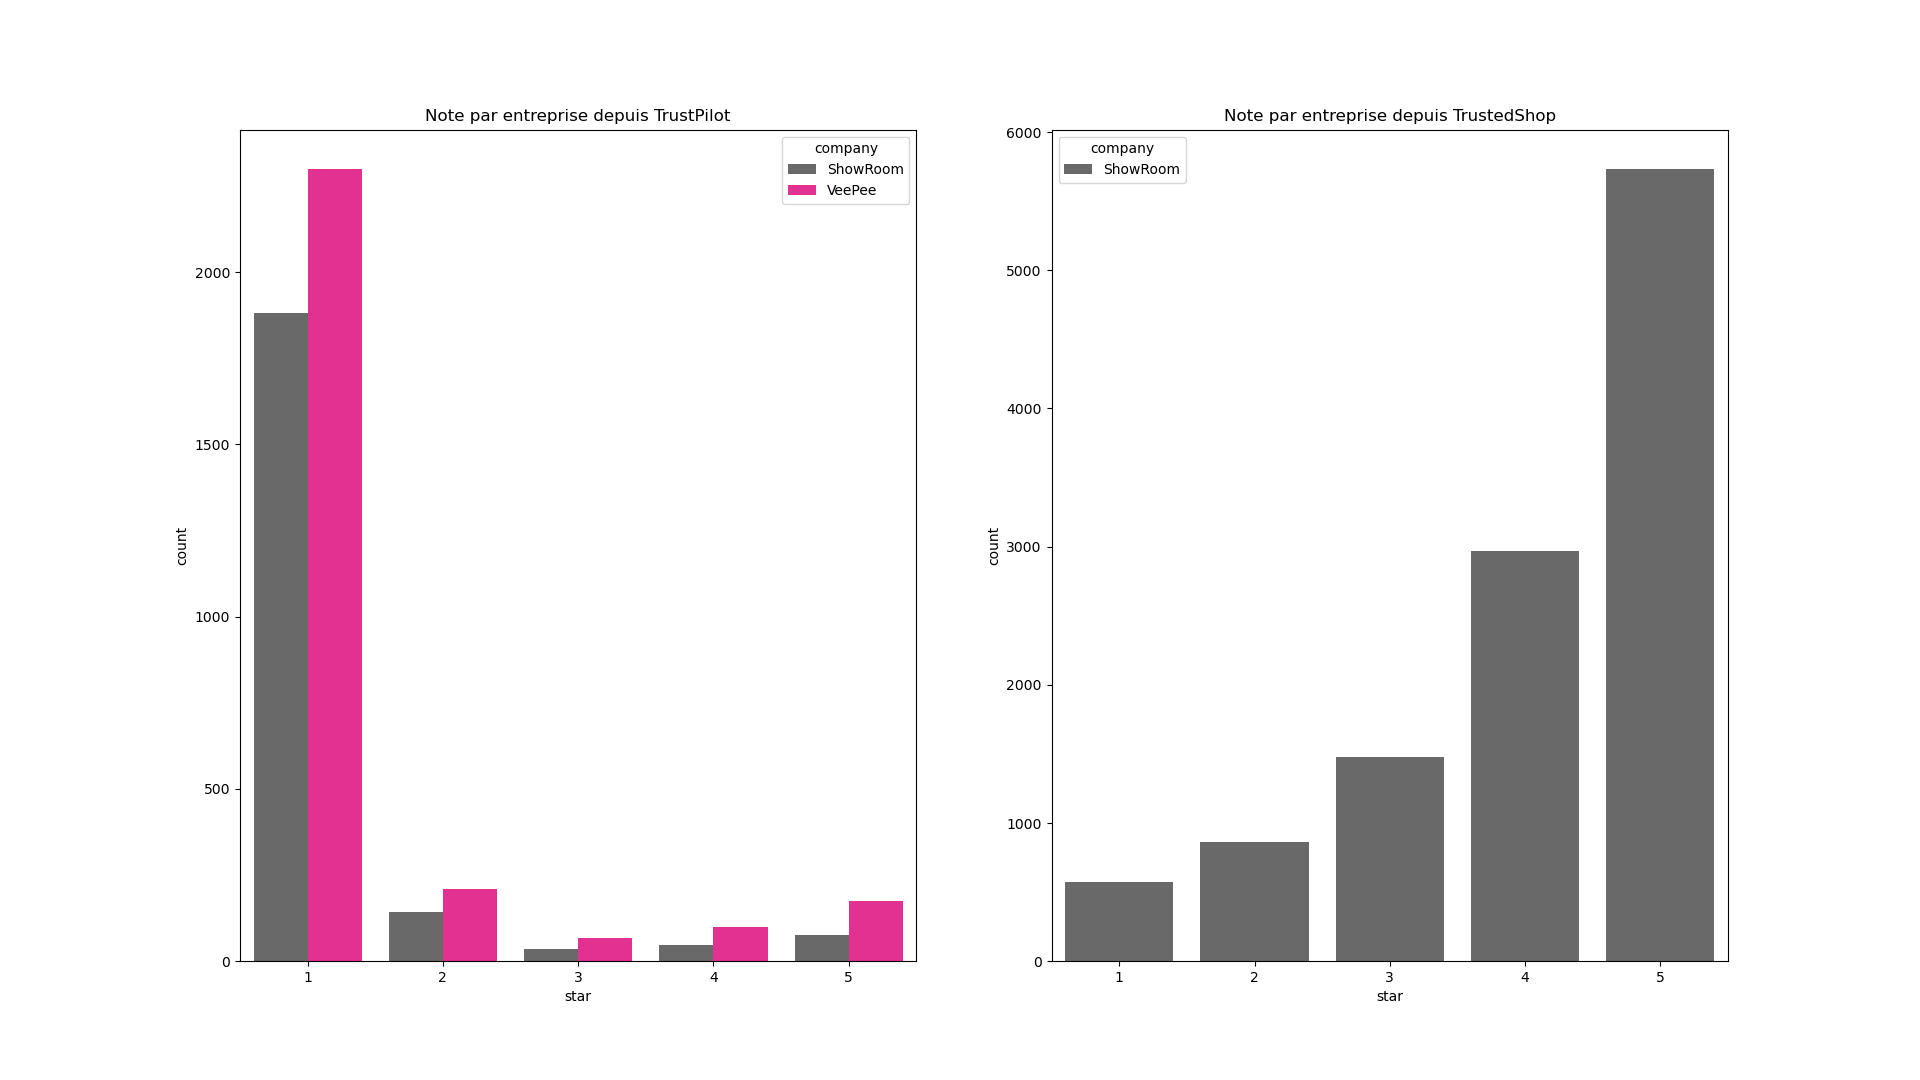 Note par entreprise depuis TrustPilot
company
ShowRoom
VeePee
2000
1500
1000
500
0
count
1 2 3 4 5
star
Note par entreprise depuis TrustedShop
company
ShowRoom
6000
5000
4000
3000
2000
1000
0
count
1 2 3 4 5
star